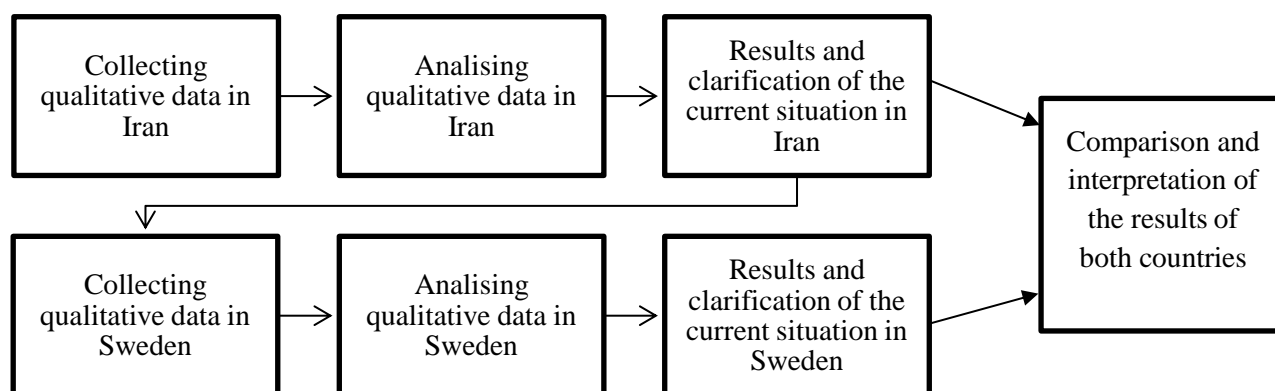 Collecting
qualitative data in
Iran
Analising
qualitative data in
Iran
Results and
clarification of the
current situation in
Iran
Collecting
qualitative data in
Sweden
Analising
qualitative data in
Sweden
Results and
clarification of the
current situation in
Sweden
Comparison and
interpretation of
the results of
both countries